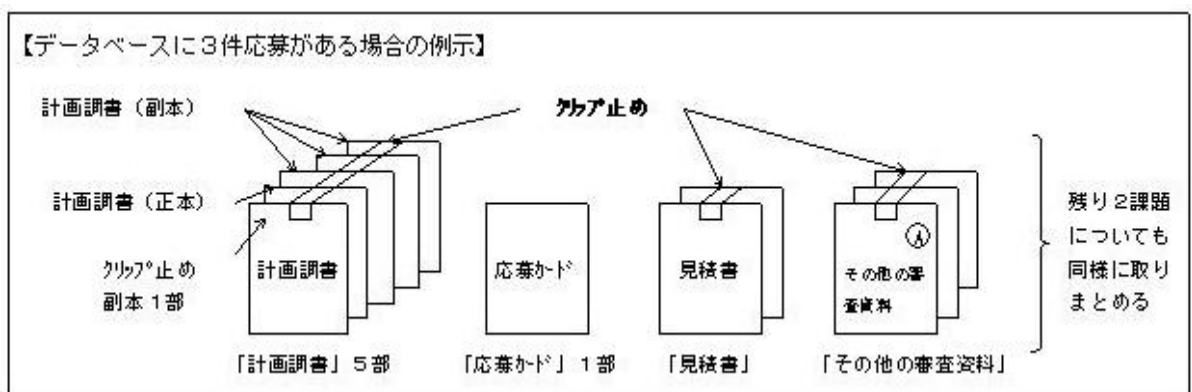 【データベースに3件応募がある場合の例示】
計画調書（副本）
クリップ止め
計画調書（正本）
クリップ止め
副本１部
計画調書
応募カード
見積書
その他の審
査資料
残り２課題
についても
同様に取り
まとめる
「計画調書」５部
「応募カード」１部
「見積書」
「その他の審査資料」